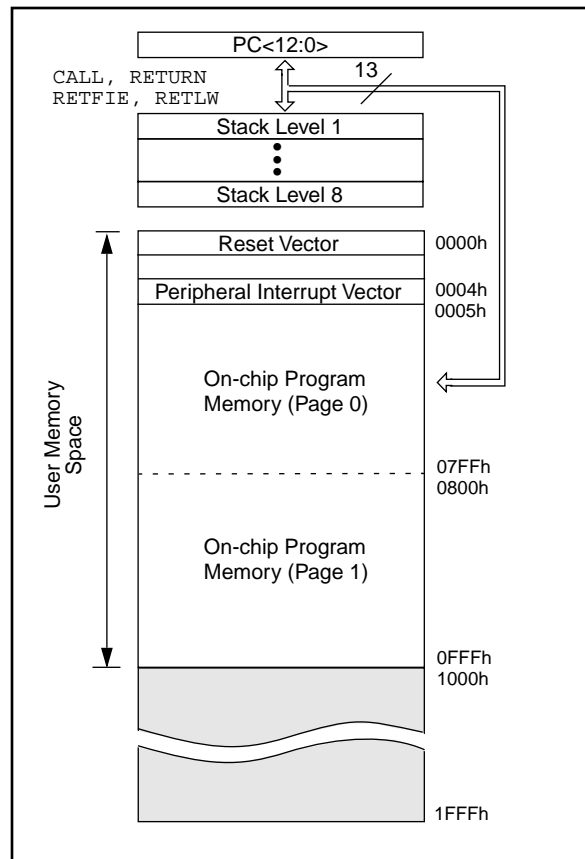 PC<12:0>
CALL, RETURN
RETFIE, RETLW
13
Stack Level 1
Stack Level 8
Reset Vector
0000h
Peripheral Interrupt Vector
0004h
0005h
On-chip Program
Memory (Page 0)
User Memory
Space
07FFh
0800h
On-chip Program
Memory (Page 1)
0FFFh
1000h
1FFFh